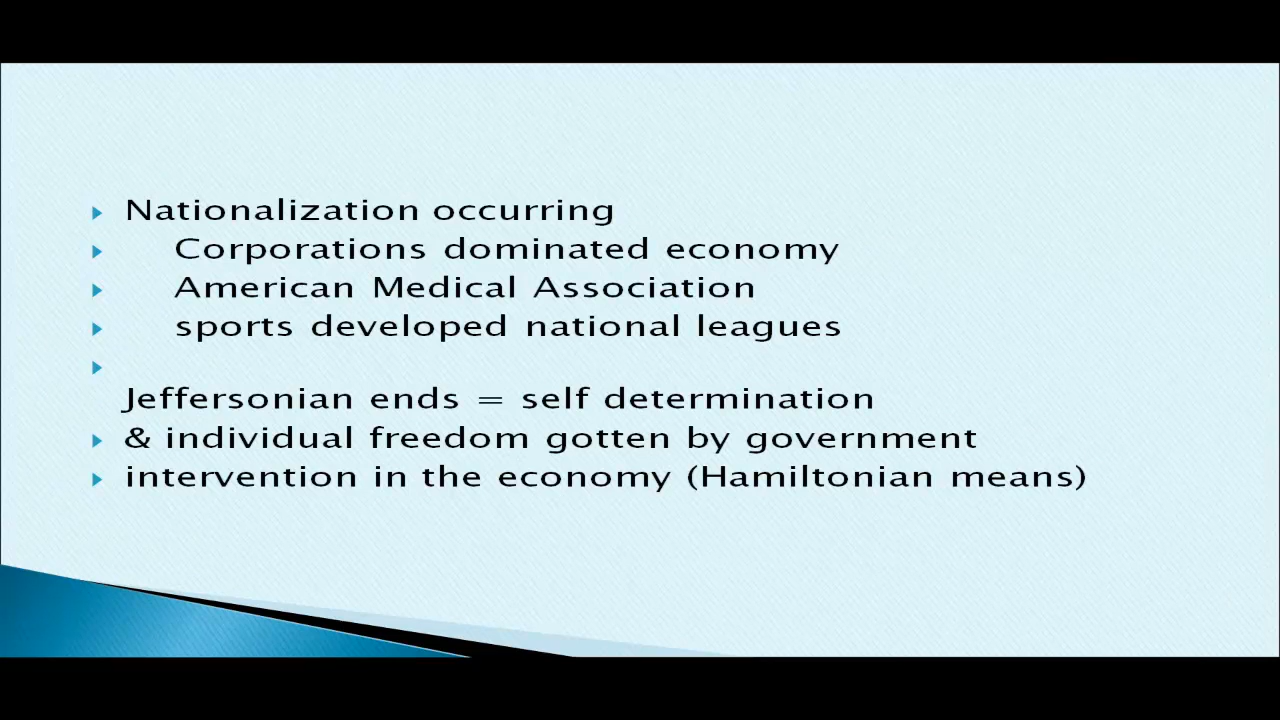 Nationalization occurring
Corporations dominated economy
American Medical Association
sports developed national leagues
Jeffersonian ends = self determination
& individual freedom gotten by government
intervention in the economy (Hamiltonian means)